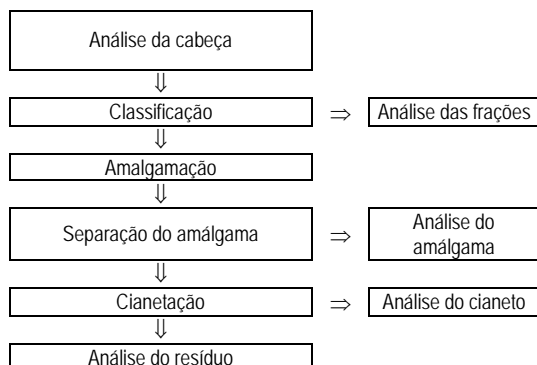 Análise da cabeça
⇓
Classificação ⇒ Análise das frações
⇓
Amalgamação
⇓
Separação do amálgama ⇒ Análise do
amálgama
⇓
Cianetação ⇒ Análise do cianeto
⇓
Análise do resíduo